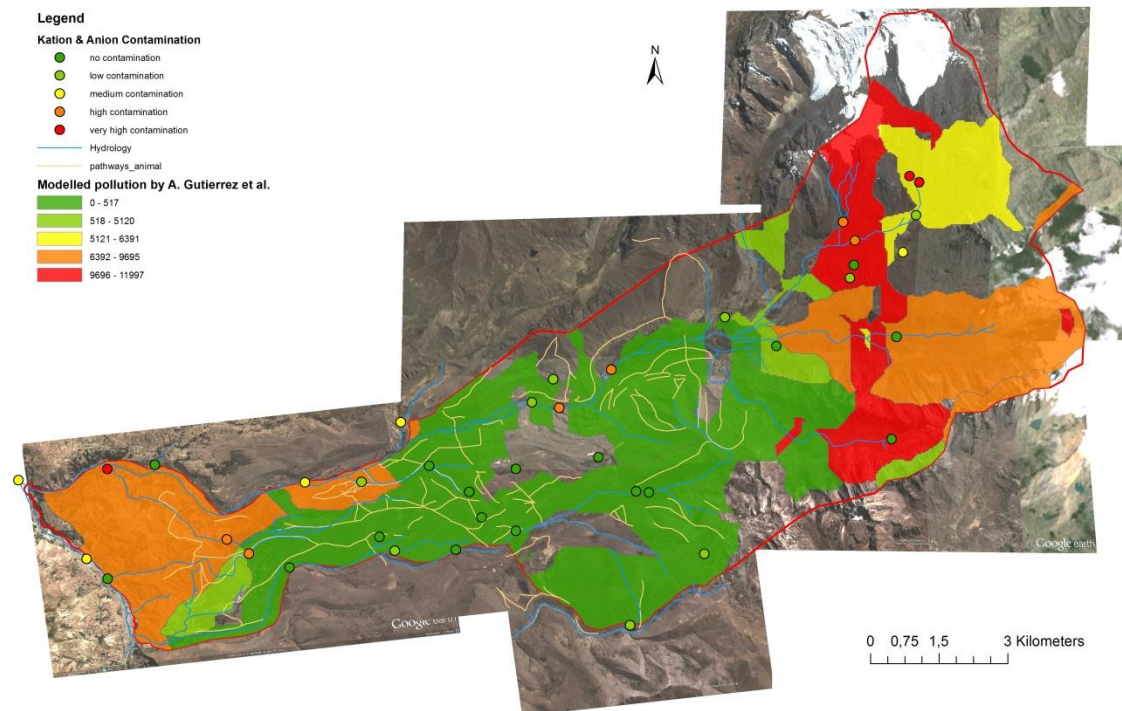 Legend
Kation & Anion Contamination
no contamination
low contamination
medium contamination
high contamination
very high contamination
Hydrology
pathways_animal
Modelled pollution by A. Gutierrez et al.
0 - 517
518 - 5120
5121 - 6391
6392 - 9695
9696 - 11997
N
Google earth
Google
0 0,75 1,5 3 Kilometers